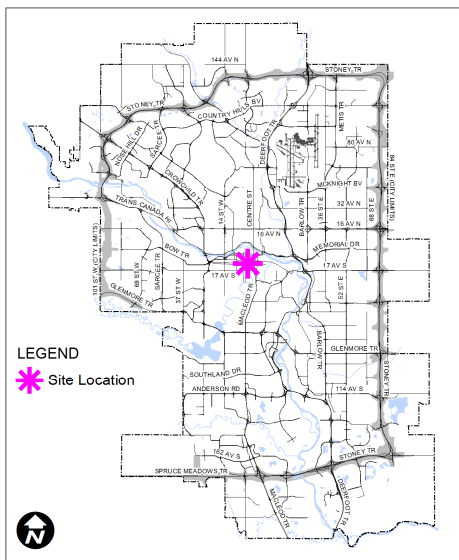 144 AV N
STONEY TR
STONEY TR
COUNTRY HILLS BV
NOSE HILL DR
SARCEE TR
DEERFOOT TR
METIS TR
80 AV N
CROWCHILD TR
MCKNIGHT BV
84 ST E (CITY LIMITS)
TRANS CANADA HI
14 ST W
CENTRE ST
BARLOW TR
36 ST E
32 AV N
68 ST E
16 AV N
16 AV N
BOW TR
MEMORIAL DR
17 AV S
17 AV S
101 ST W (CITY LIMITS)
69 ST W
SARCEE TR
37 ST W
MACLEOD TR
52 ST E
GLENMORE TR
BARLOW TR
GLENMORE TR
LEGEND
Site Location
SOUTHLAND DR
ANDERSON RD
114 AV S
STONEY TR
162 AV S
STONEY TR
SPRUCE MEADOWS TR
MACLEOD TR
DEERFOOT TR
N